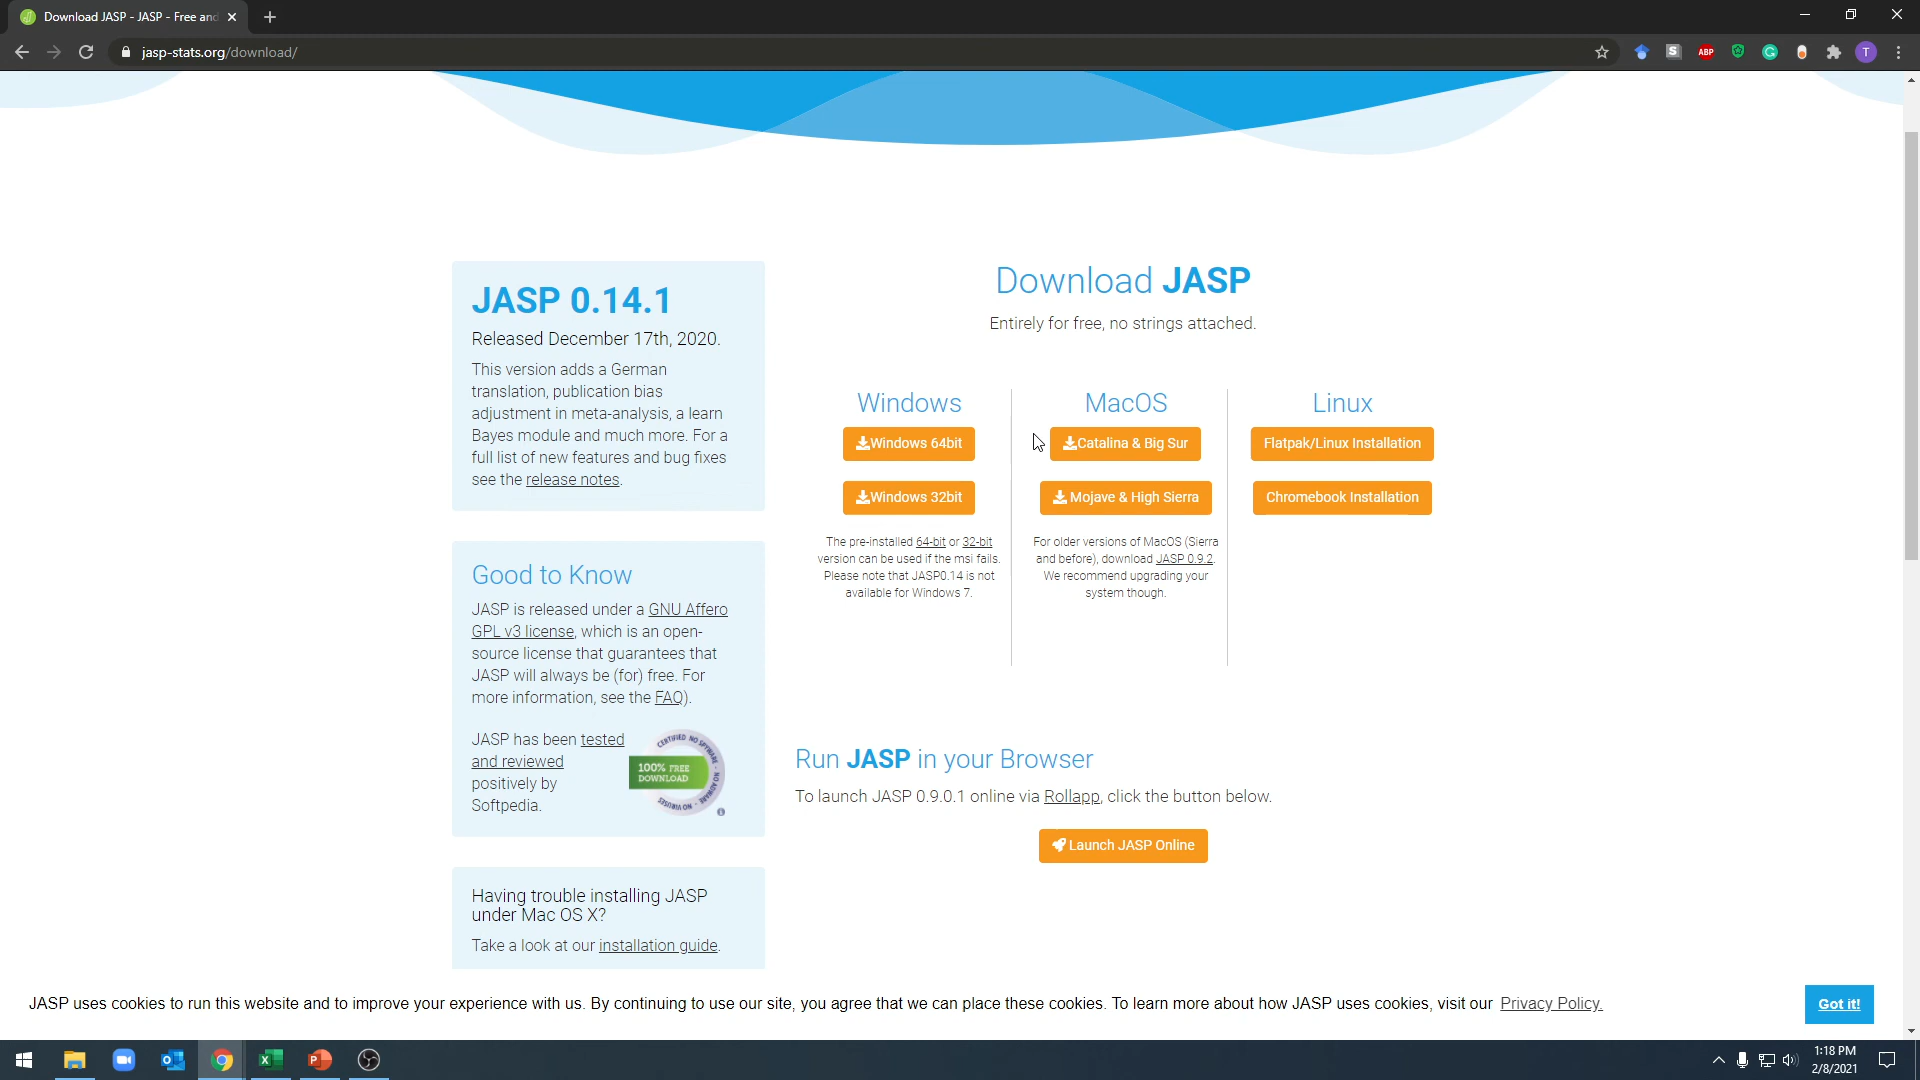 Download JASP - JASP - Free and
jasp-stats.org/download/
S
ABP
G
T
JASP 0.14.1
Released December 17th, 2020.
This version adds a German
translation, publication bias
adjustment in meta-analysis, a learn
Bayes module and much more. For a
full list of new features and bug fixes
see the release notes.
Good to Know
JASP is released under a GNU Affero
GPL v3 license, which is an open-
source license that guarantees that
JASP will always be (for) free. For
more information, see the FAQ).
JASP has been tested
and reviewed
positively by
Softpedia.
CERTIFIED NO SPYWARE • NO ADWARE • NO VIRUSES
100% FREE
DOWNLOAD
Having trouble installing JASP
under Mac OS X?
Take a look at our installation guide.
Download JASP
Entirely for free, no strings attached.
Windows
Windows 64bit
Windows 32bit
The pre-installed 64-bit or 32-bit
version can be used if the msi fails.
Please note that JASP0.14 is not
available for Windows 7.
MacOS
Catalina & Big Sur
Mojave & High Sierra
For older versions of MacOS (Sierra
and before), download JASP 0.9.2.
We recommend upgrading your
system though.
Linux
Flatpak/Linux Installation
Chromebook Installation
Run JASP in your Browser
To launch JASP 0.9.0.1 online via Rollapp, click the button below.
Launch JASP Online
JASP uses cookies to run this website and to improve your experience with us. By continuing to use our site, you agree that we can place these cookies. To learn more about how JASP uses cookies, visit our Privacy Policy.
Got it!
1:18 PM
2/8/2021